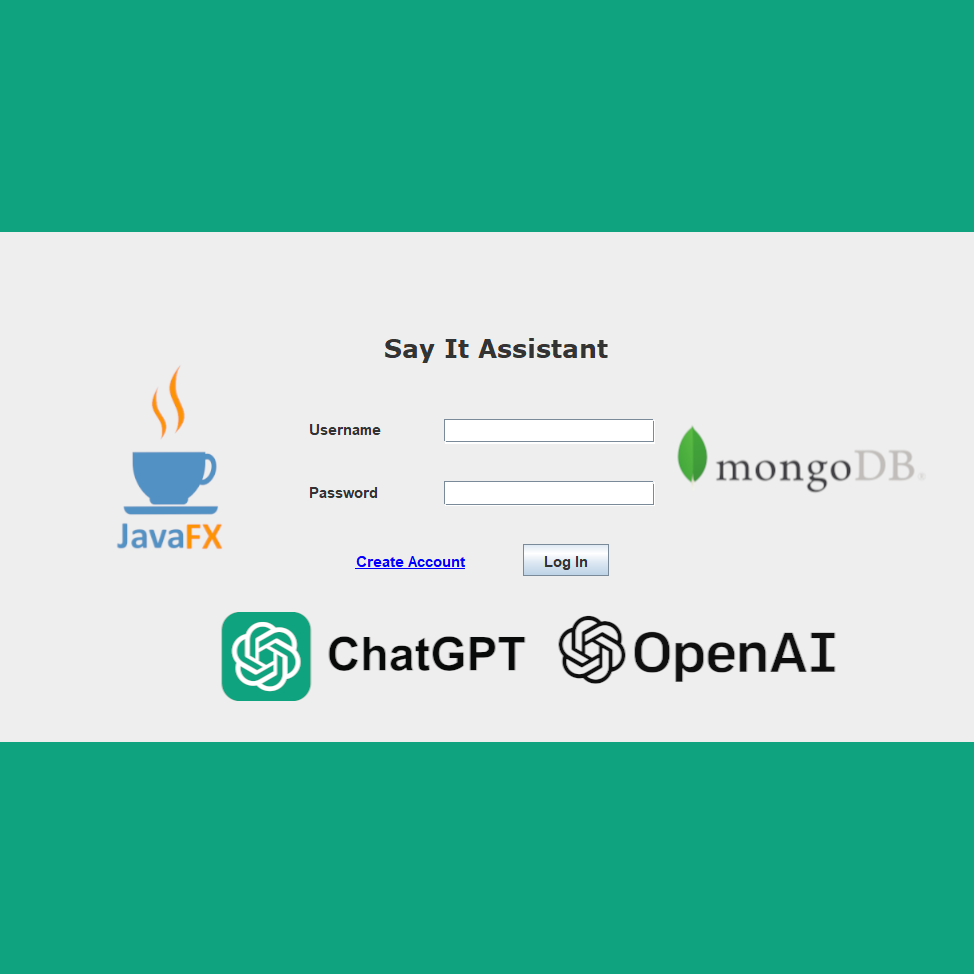 Say It Assistant
Username
mongoDB®
Password
JavaFX
Create Account
Log In
ChatGPT
OpenAI